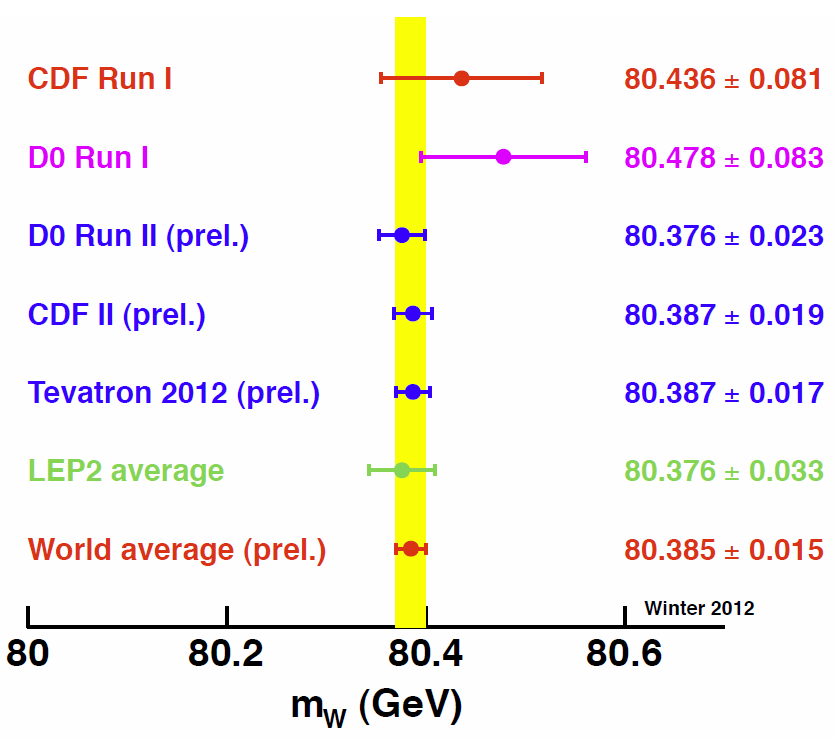 CDF Run I 80.436 ± 0.081
D0 Run I 80.478 ± 0.083
D0 Run II (prel.) 80.376 ± 0.023
CDF II (prel.) 80.387 ± 0.019
Tevatron 2012 (prel.) 80.387 ± 0.017
LEP2 average 80.376 ± 0.033
World average (prel.) 80.385 ± 0.015
Winter 2012
80 80.2 80.4 80.6
mW (GeV)